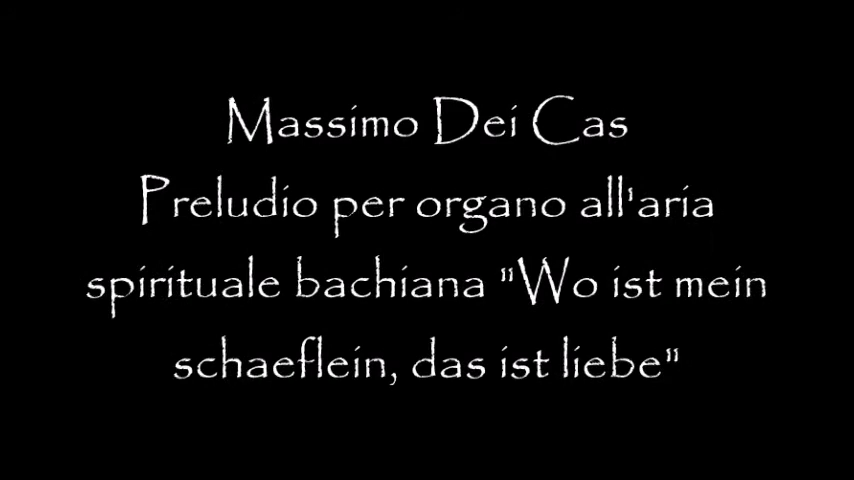 Massimo Dei Cas
Preludio per organo all'aria
spirituale bachiana "Wo ist mein
schaeflein, das ist liebe"